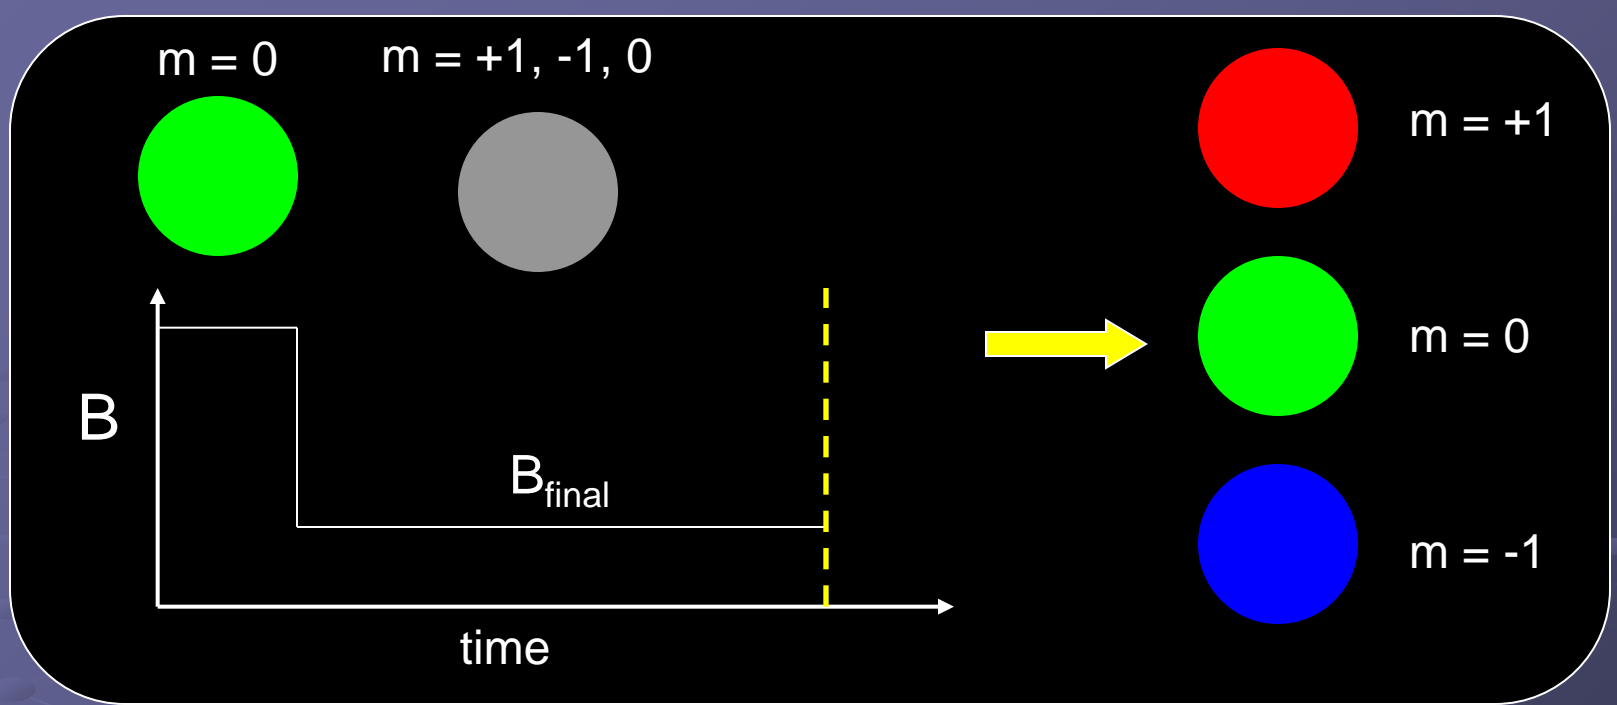 m = 0
m = +1, -1, 0
m = +1
m = 0
B
B_final
m = -1
time